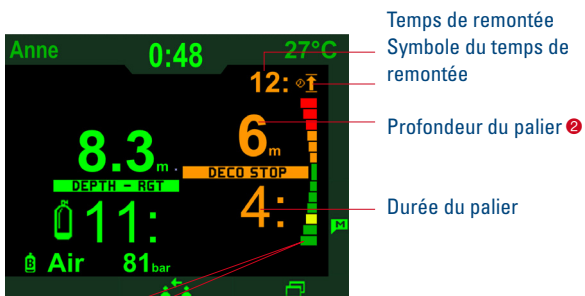 Temps de remontée
Symbole du temps de
remontée
Profondeur du palier ❷
Durée du palier
Anne
0:48
27°C
12:
8.3m
6m
DEPTH - RGT
DECO STOP
11:
4:
M
B Air
81bar